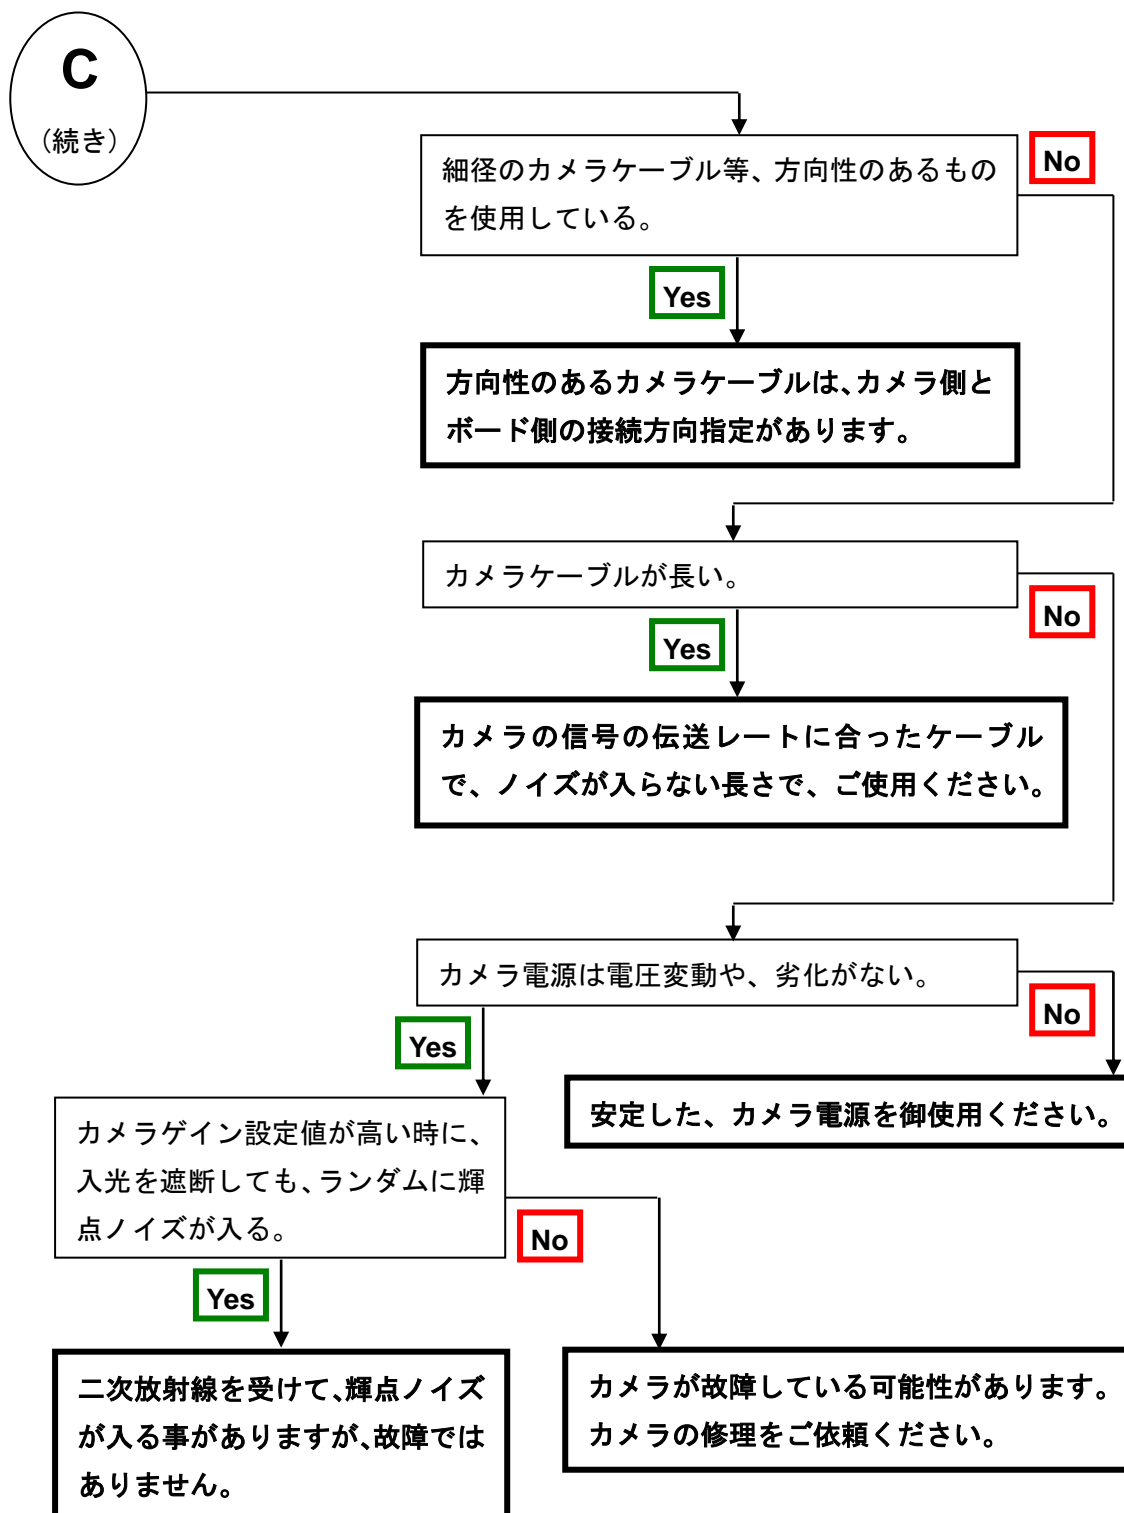 C
(続き)
No
細径のカメラケーブル等、方向性のあるもの
を使用している。
Yes
方向性のあるカメラケーブルは、カメラ側と
ボード側の接続方向指定があります。
カメラケーブルが長い。
No
Yes
カメラの信号の伝送レートに合ったケーブル
で、ノイズが入らない長さで、ご使用ください。
カメラ電源は電圧変動や、劣化がない。
No
Yes
安定した、カメラ電源を御使用ください。
カメラゲイン設定値が高い時に、
入光を遮断しても、ランダムに輝
点ノイズが入る。
No
Yes
二次放射線を受けて、輝点ノイズ
が入る事がありますが、故障では
ありません。
カメラが故障している可能性があります。
カメラの修理をご依頼ください。